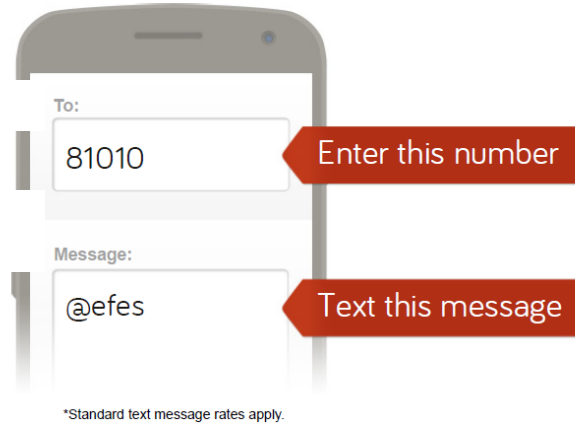 To:
81010
Enter this number
Message:
@efes
Text this message
*Standard text message rates apply.